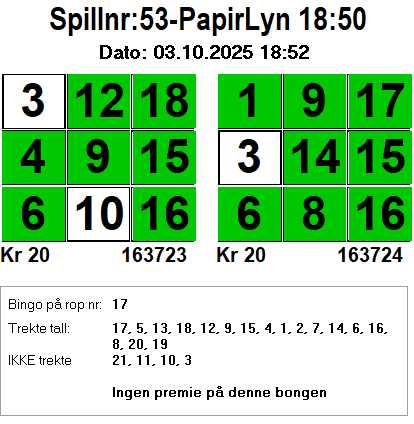 Spillnr:53-PapirLyn 18:50
Dato: 03.10.2025 18:52
3 12 18 1 9 17
4 9 15 3 14 15
6 10 16 6 8 16
Kr 20 163723 Kr 20 163724
Bingo på rop nr: 17
Trekte tall: 17, 5, 13, 18, 12, 9, 15, 4, 1, 2, 7, 14, 6, 16,
8, 20, 19
IKKE trekte 21, 11, 10, 3
Ingen premie på denne bongen